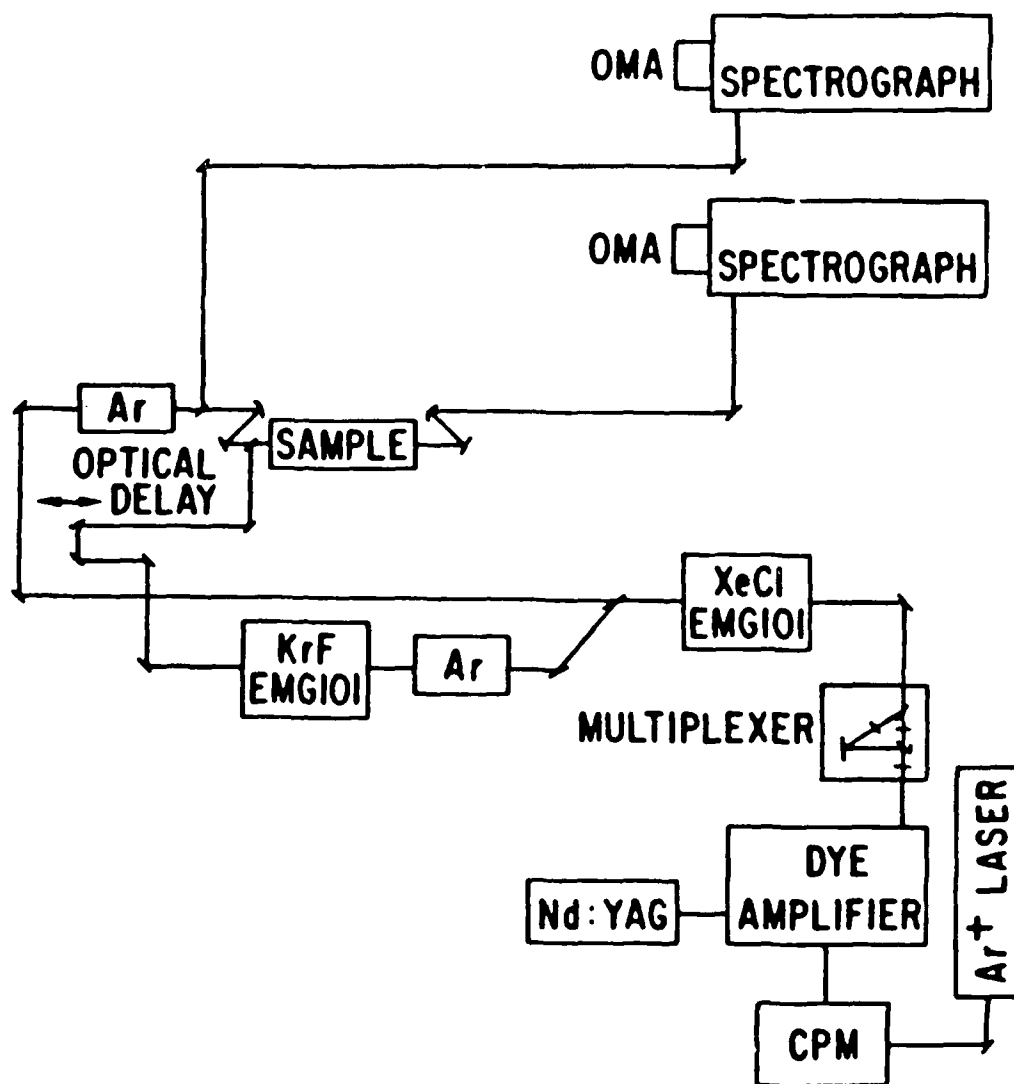 OMA
SPECTROGRAPH
OMA
SPECTROGRAPH
Ar
SAMPLE
OPTICAL
DELAY
XeCl
EMG101
KrF
EMG101
Ar
MULTIPLEXER
DYE
AMPLIFIER
Nd:YAG
Ar+ LASER
CPM